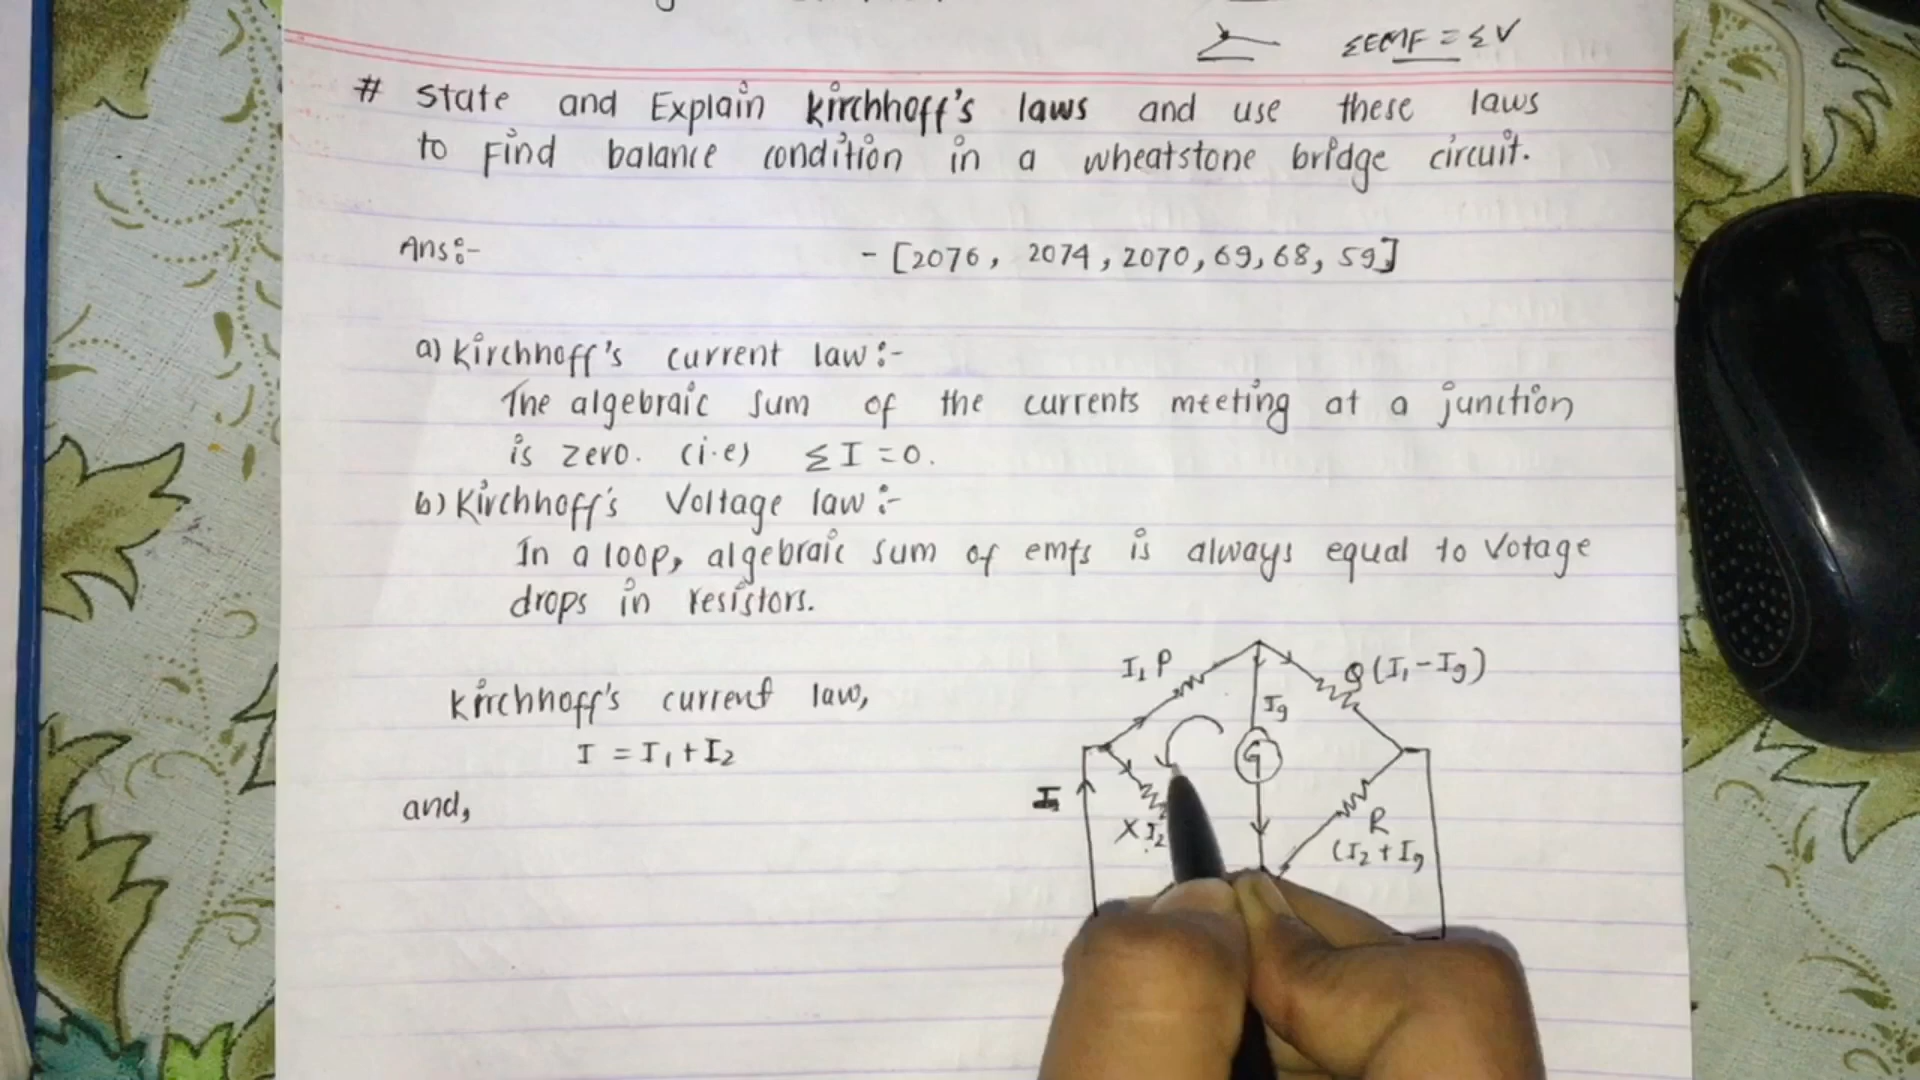 ΣEMF = ΣV
# State and Explain Kirchhoff's laws and use these laws
to Find balance condition in a wheatstone bridge circuit.
Ans:-
- [2076, 2074, 2070, 69, 68, 59]
a) Kirchhoff's current law:-
The algebraic sum of the currents meeting at a junction
is zero. (i.e) ΣI = 0.
b) Kirchhoff's Voltage law:-
In a loop, algebraic sum of emfs is always equal to Votage
drops in resistors.
I₁ P
Q (I₁ - Ig)
Kirchhoff's current law,
Ig
I = I₁ + I₂
G
and,
I
X I₂
R
(I₂ + Ig